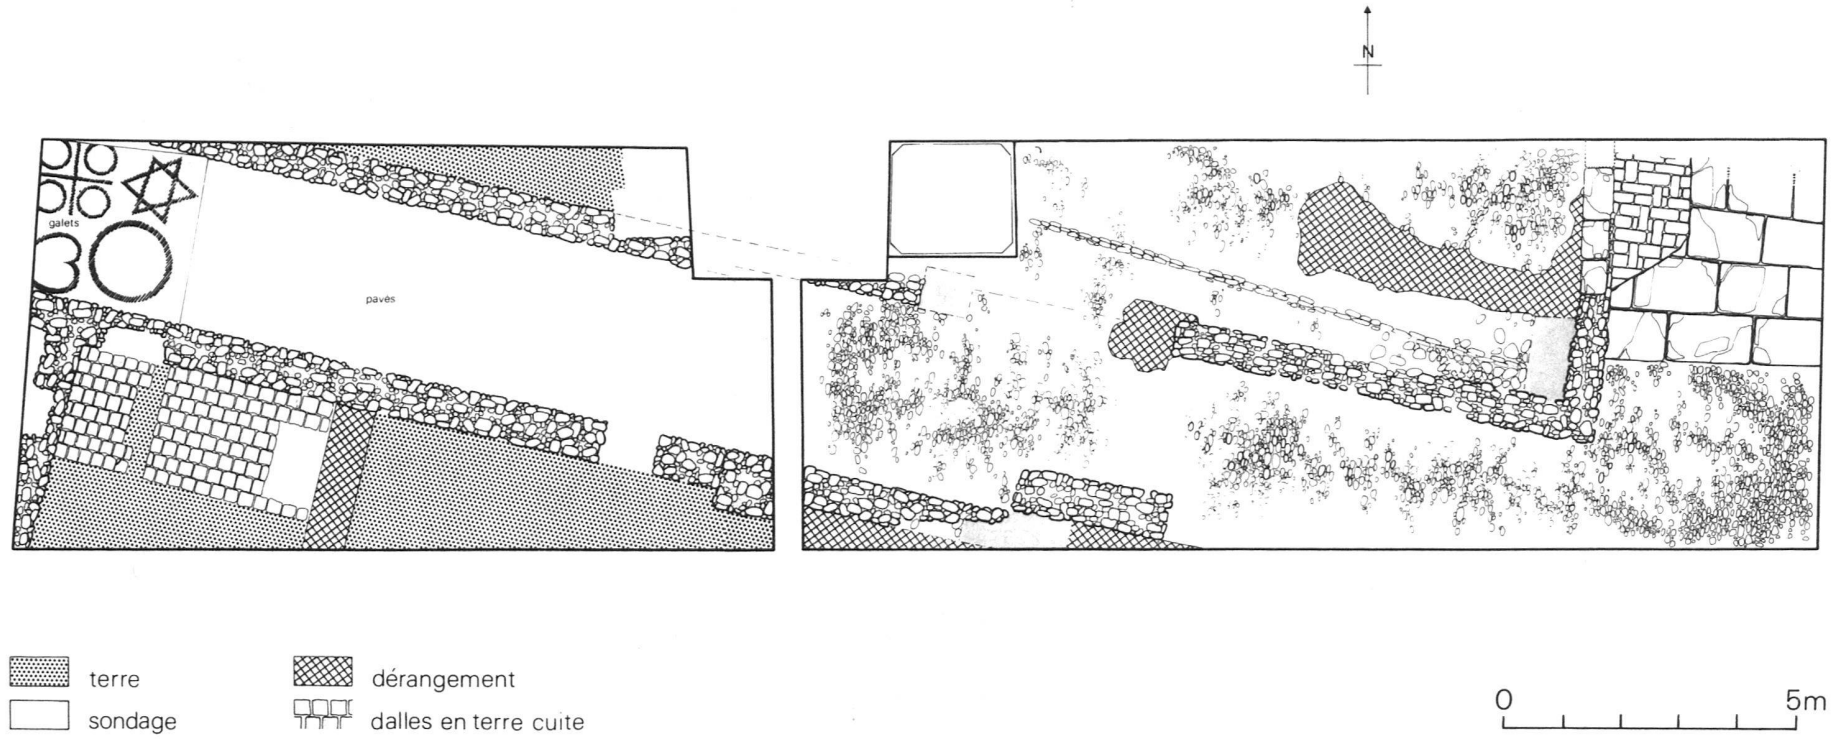 N
galets
pavés
terre
dérangement
sondage
dalles en terre cuite
0 5m